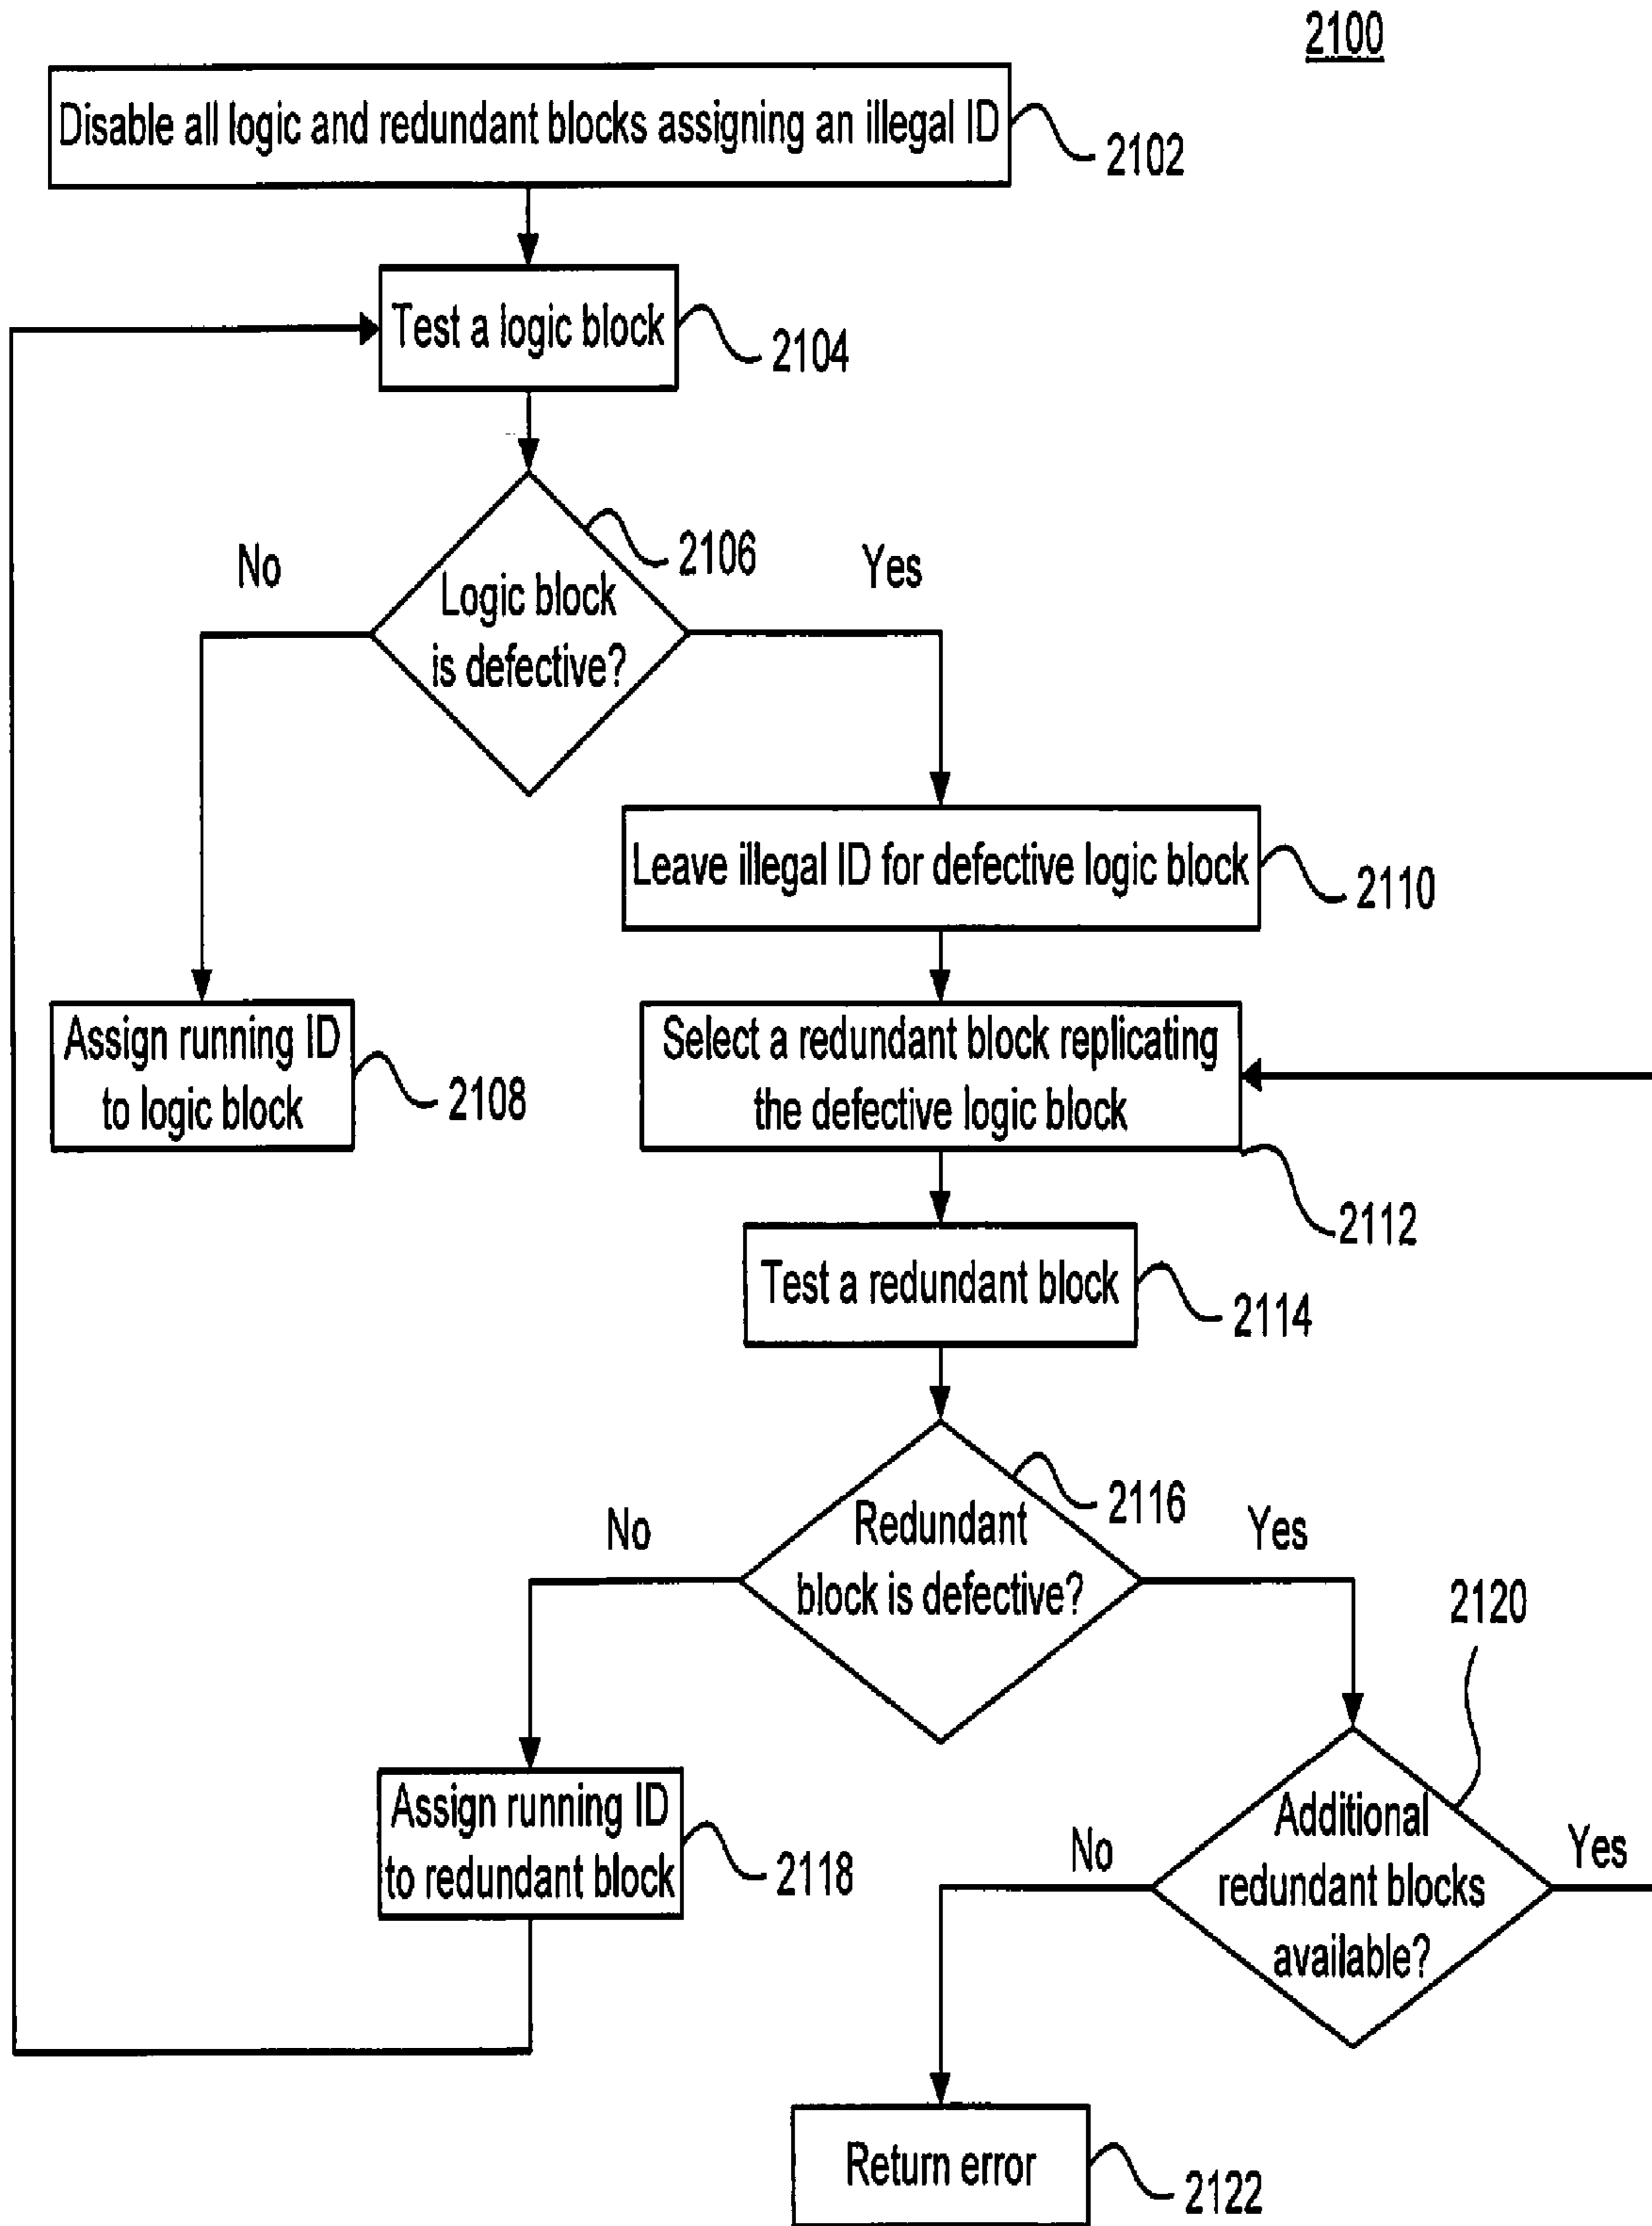 2100
Disable all logic and redundant blocks assigning an illegal ID
2102
Test a logic block
2104
2106
No
Yes
Logic block
is defective?
Leave illegal ID for defective logic block
2110
Assign running ID
to logic block
2108
Select a redundant block replicating
the defective logic block
2112
Test a redundant block
2114
2116
No
Yes
Redundant
block is defective?
2120
Assign running ID
to redundant block
2118
No
Yes
Additional
redundant blocks
available?
Return error
2122